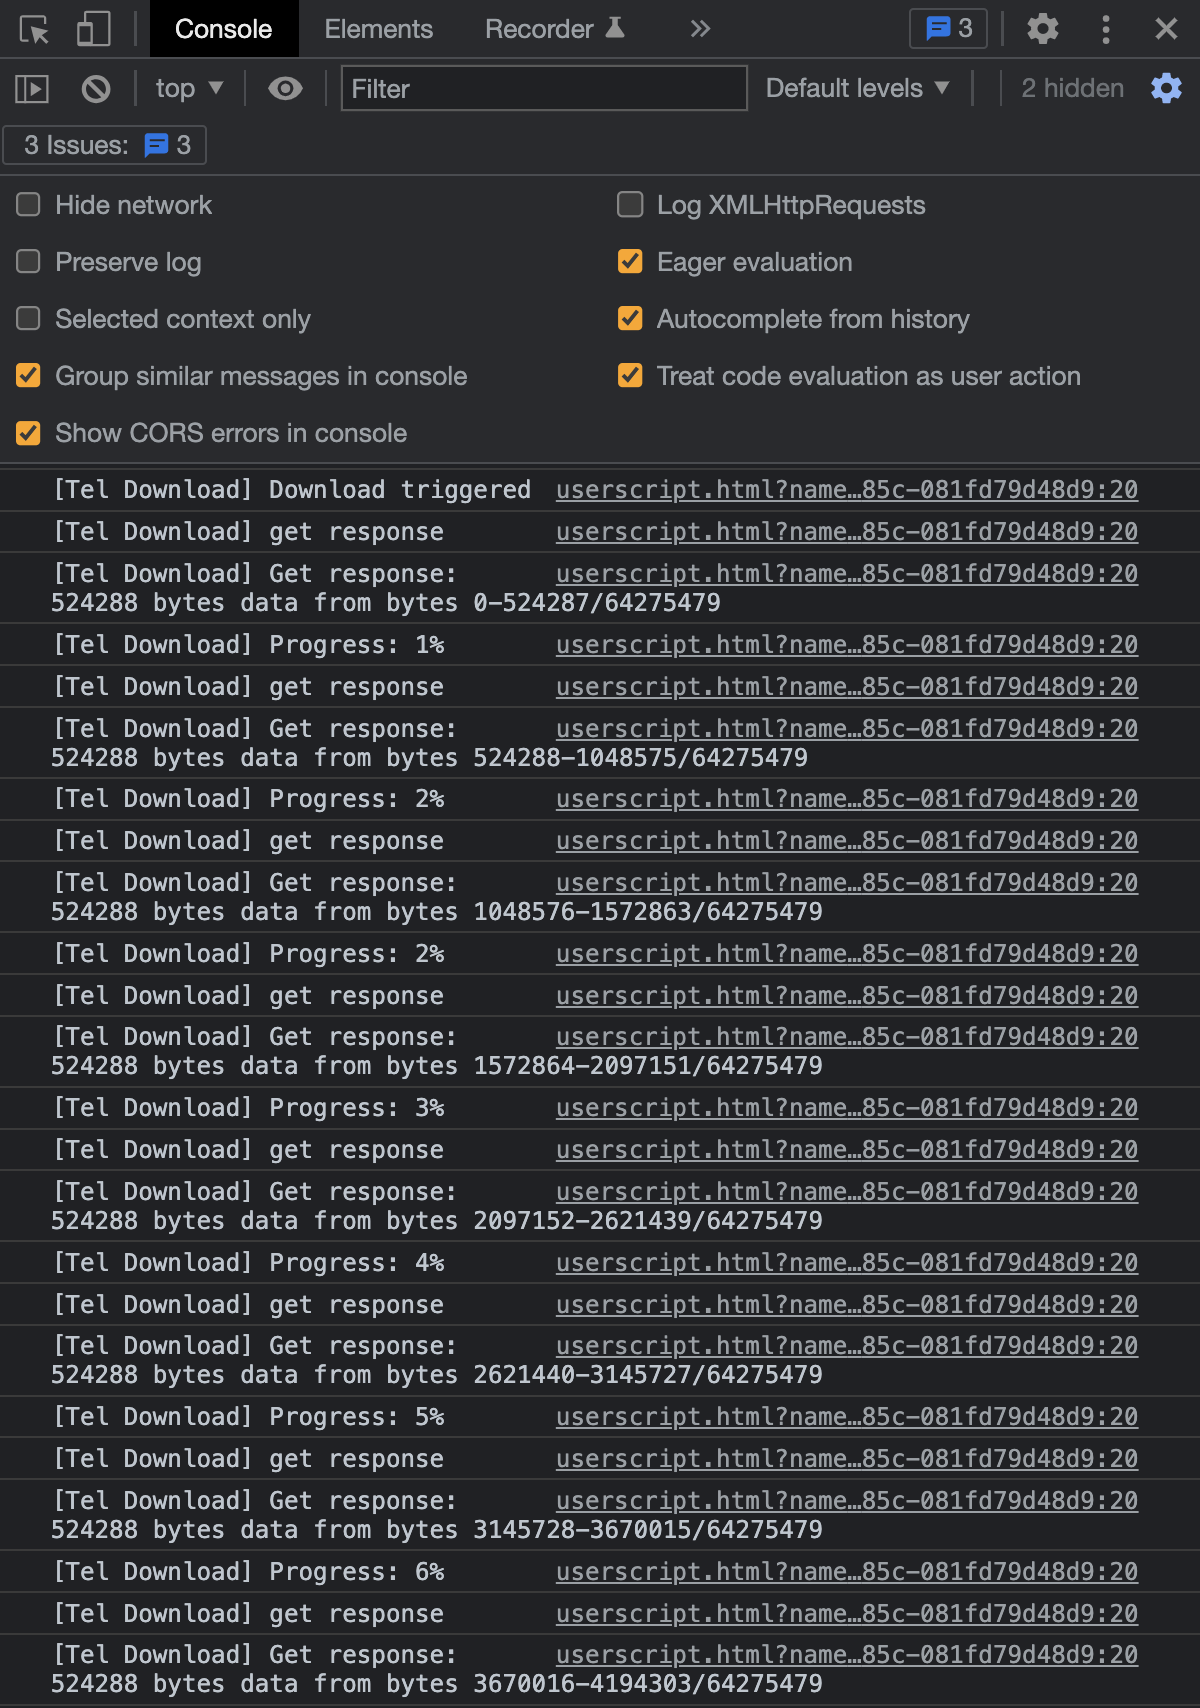 Console Elements Recorder 3
top Filter Default levels 2 hidden
3 Issues: 3
Hide network Log XMLHttpRequests
Preserve log Eager evaluation
Selected context only Autocomplete from history
Group similar messages in console Treat code evaluation as user action
Show CORS errors in console
[Tel Download] Download triggered userscript.html?name…85c-081fd79d48d9:20
[Tel Download] get response userscript.html?name…85c-081fd79d48d9:20
[Tel Download] Get response: userscript.html?name…85c-081fd79d48d9:20
524288 bytes data from bytes 0-524287/64275479
[Tel Download] Progress: 1% userscript.html?name…85c-081fd79d48d9:20
[Tel Download] get response userscript.html?name…85c-081fd79d48d9:20
[Tel Download] Get response: userscript.html?name…85c-081fd79d48d9:20
524288 bytes data from bytes 524288-1048575/64275479
[Tel Download] Progress: 2% userscript.html?name…85c-081fd79d48d9:20
[Tel Download] get response userscript.html?name…85c-081fd79d48d9:20
[Tel Download] Get response: userscript.html?name…85c-081fd79d48d9:20
524288 bytes data from bytes 1048576-1572863/64275479
[Tel Download] Progress: 2% userscript.html?name…85c-081fd79d48d9:20
[Tel Download] get response userscript.html?name…85c-081fd79d48d9:20
[Tel Download] Get response: userscript.html?name…85c-081fd79d48d9:20
524288 bytes data from bytes 1572864-2097151/64275479
[Tel Download] Progress: 3% userscript.html?name…85c-081fd79d48d9:20
[Tel Download] get response userscript.html?name…85c-081fd79d48d9:20
[Tel Download] Get response: userscript.html?name…85c-081fd79d48d9:20
524288 bytes data from bytes 2097152-2621439/64275479
[Tel Download] Progress: 4% userscript.html?name…85c-081fd79d48d9:20
[Tel Download] get response userscript.html?name…85c-081fd79d48d9:20
[Tel Download] Get response: userscript.html?name…85c-081fd79d48d9:20
524288 bytes data from bytes 2621440-3145727/64275479
[Tel Download] Progress: 5% userscript.html?name…85c-081fd79d48d9:20
[Tel Download] get response userscript.html?name…85c-081fd79d48d9:20
[Tel Download] Get response: userscript.html?name…85c-081fd79d48d9:20
524288 bytes data from bytes 3145728-3670015/64275479
[Tel Download] Progress: 6% userscript.html?name…85c-081fd79d48d9:20
[Tel Download] get response userscript.html?name…85c-081fd79d48d9:20
[Tel Download] Get response: userscript.html?name…85c-081fd79d48d9:20
524288 bytes data from bytes 3670016-4194303/64275479